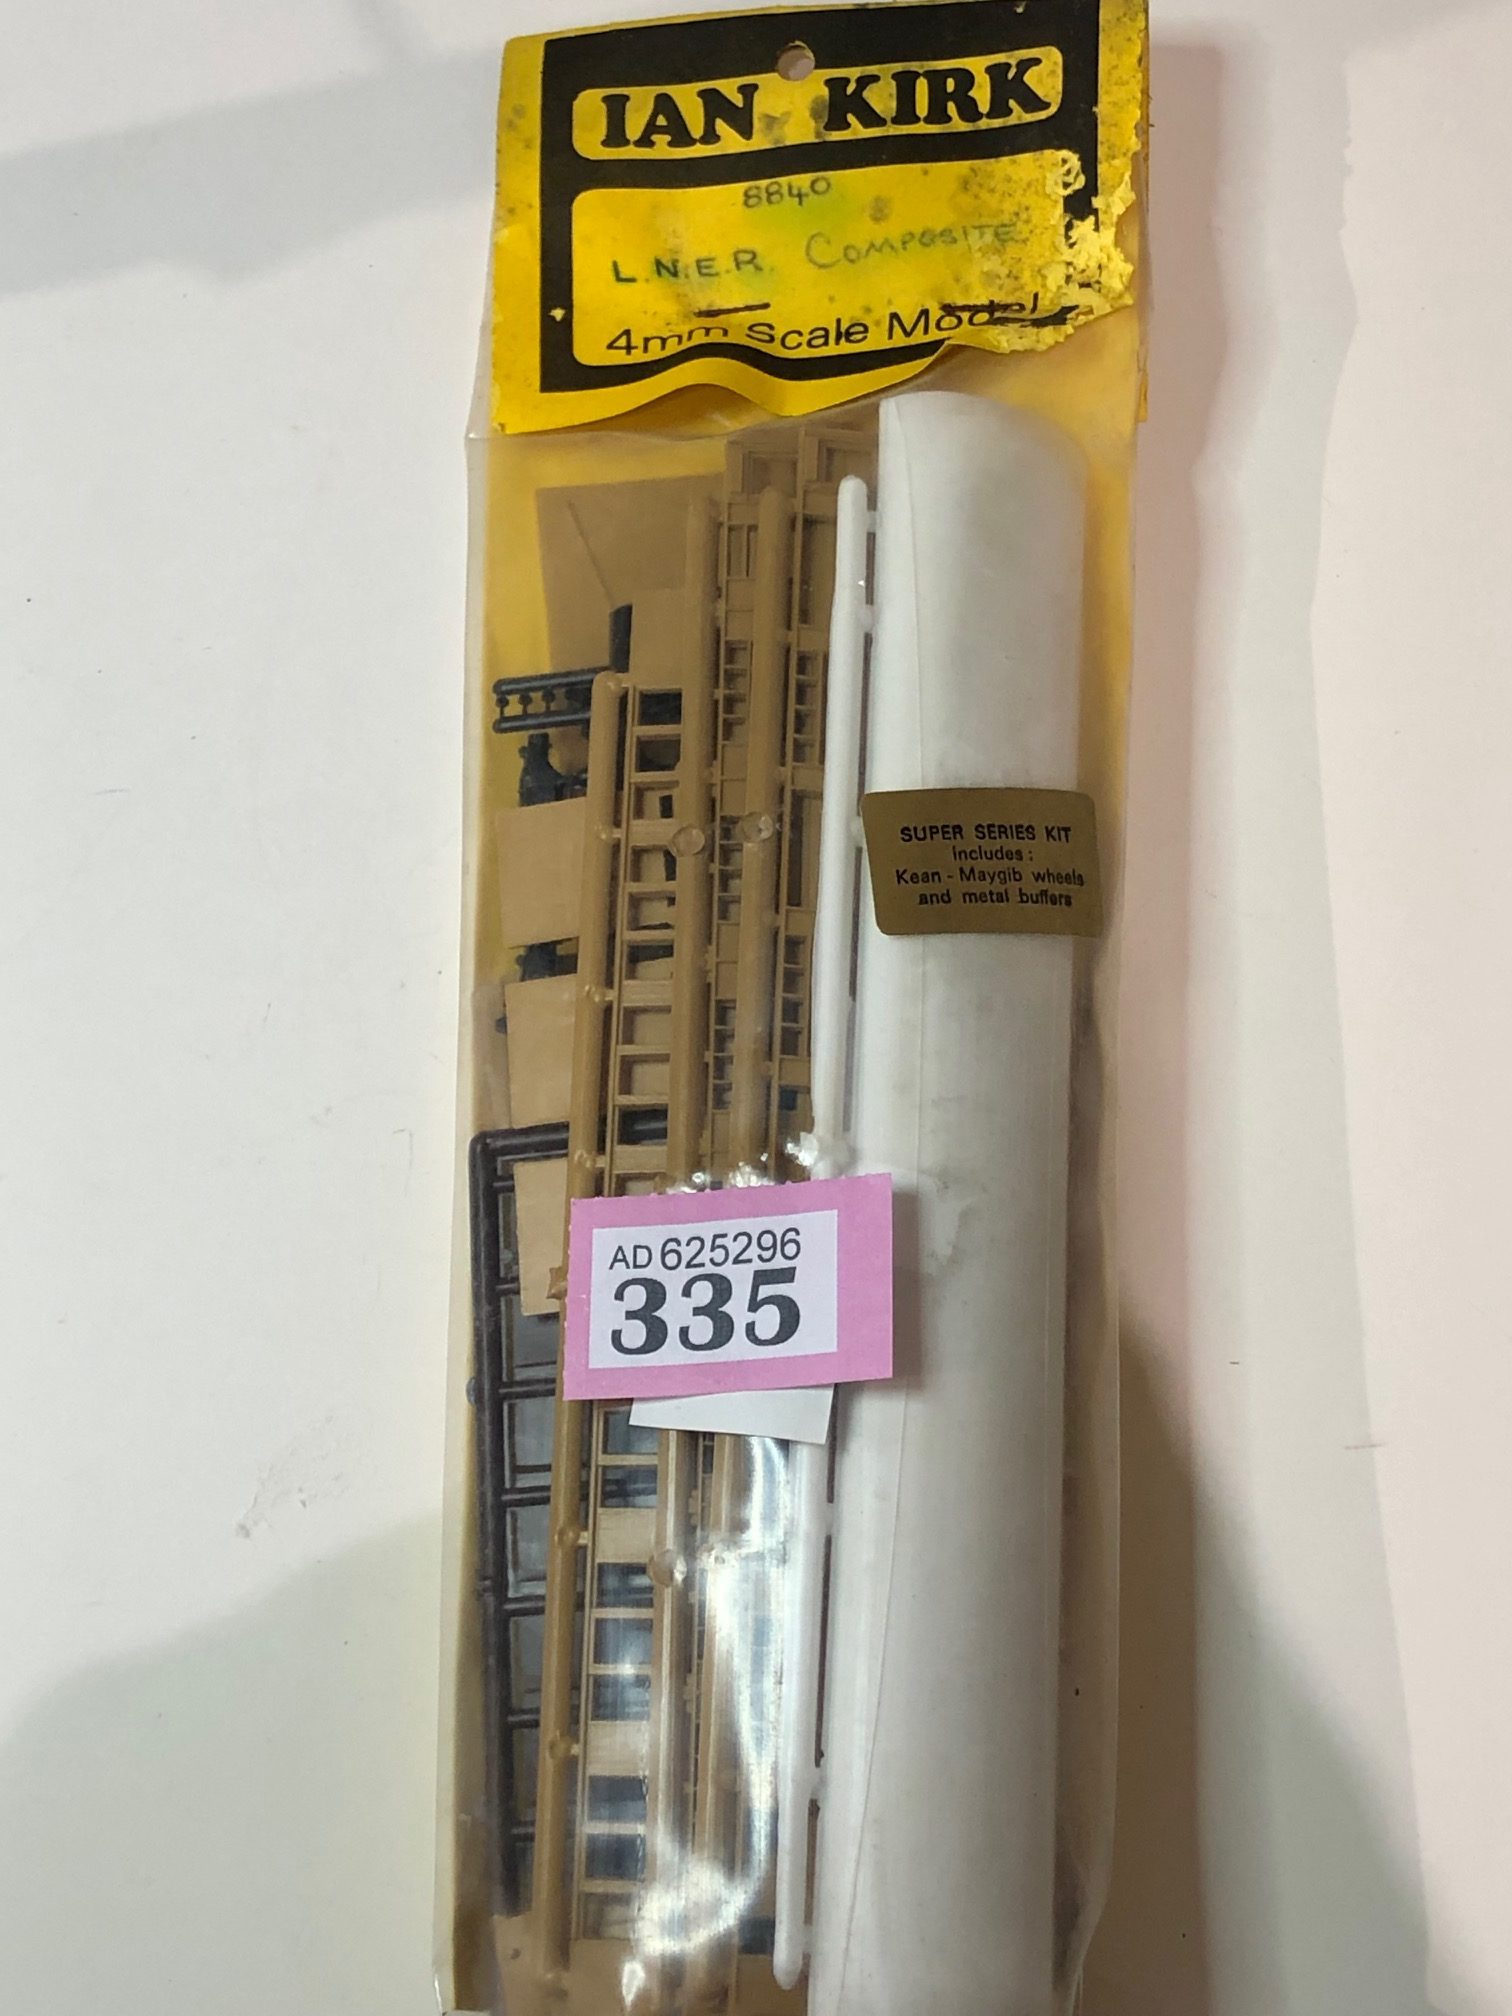 IAN KIRK
8840
L.N.E.R. COMPOSITE
4mm Scale Model
SUPER SERIES KIT
Includes :
Kean - Maygib wheels
and metal buffers
AD 625296
335